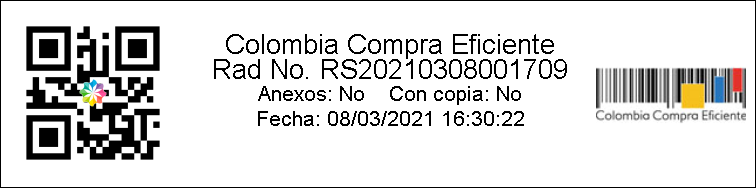 Colombia Compra Eficiente
Rad No. RS20210308001709
Anexos: No    Con copia: No
Fecha: 08/03/2021 16:30:22
Colombia Compra Eficiente